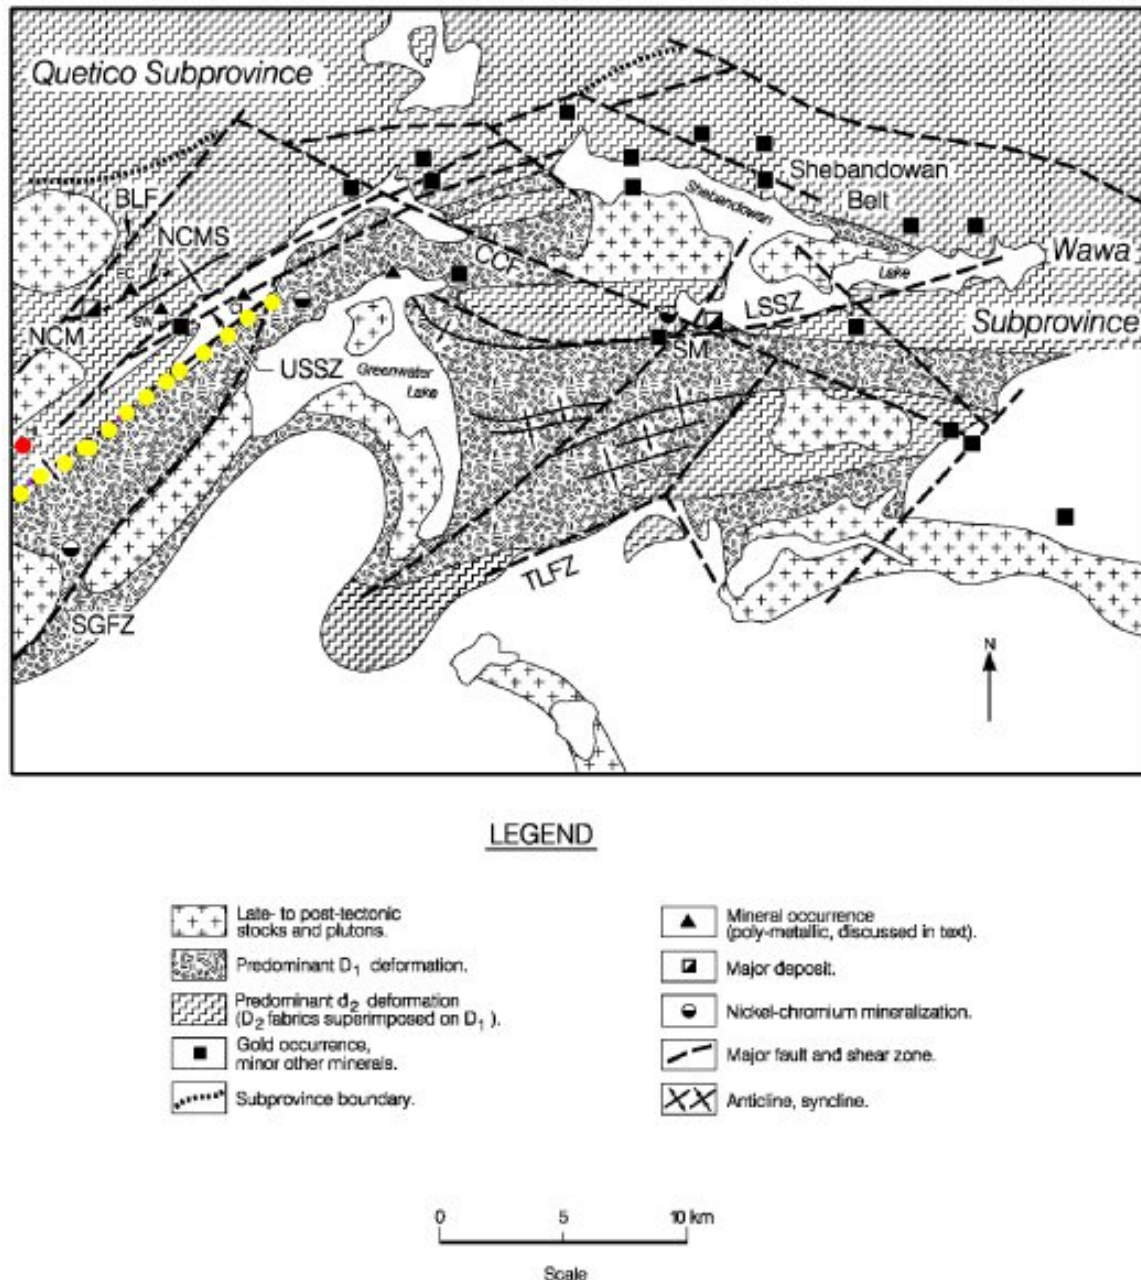 Quetico Subprovince
BLF
NCMS
Shebandowan
Belt
Shebandowan
Wawa
EC
CCF
Lake
LSSZ
Subprovince
NCM
USSZ
SM
Greenwater
Lake
TLFZ
SGFZ
N
LEGEND
Late- to post-tectonic
stocks and plutons.
Predominant D1 deformation.
Predominant d2 deformation
(D2 fabrics superimposed on D1 ).
Gold occurrence,
minor other minerals.
Subprovince boundary.
Mineral occurrence
(poly-metallic, discussed in text).
Major deposit.
Nickel-chromium mineralization.
Major fault and shear zone.
Anticline, syncline.
0 5 10 km
Scale